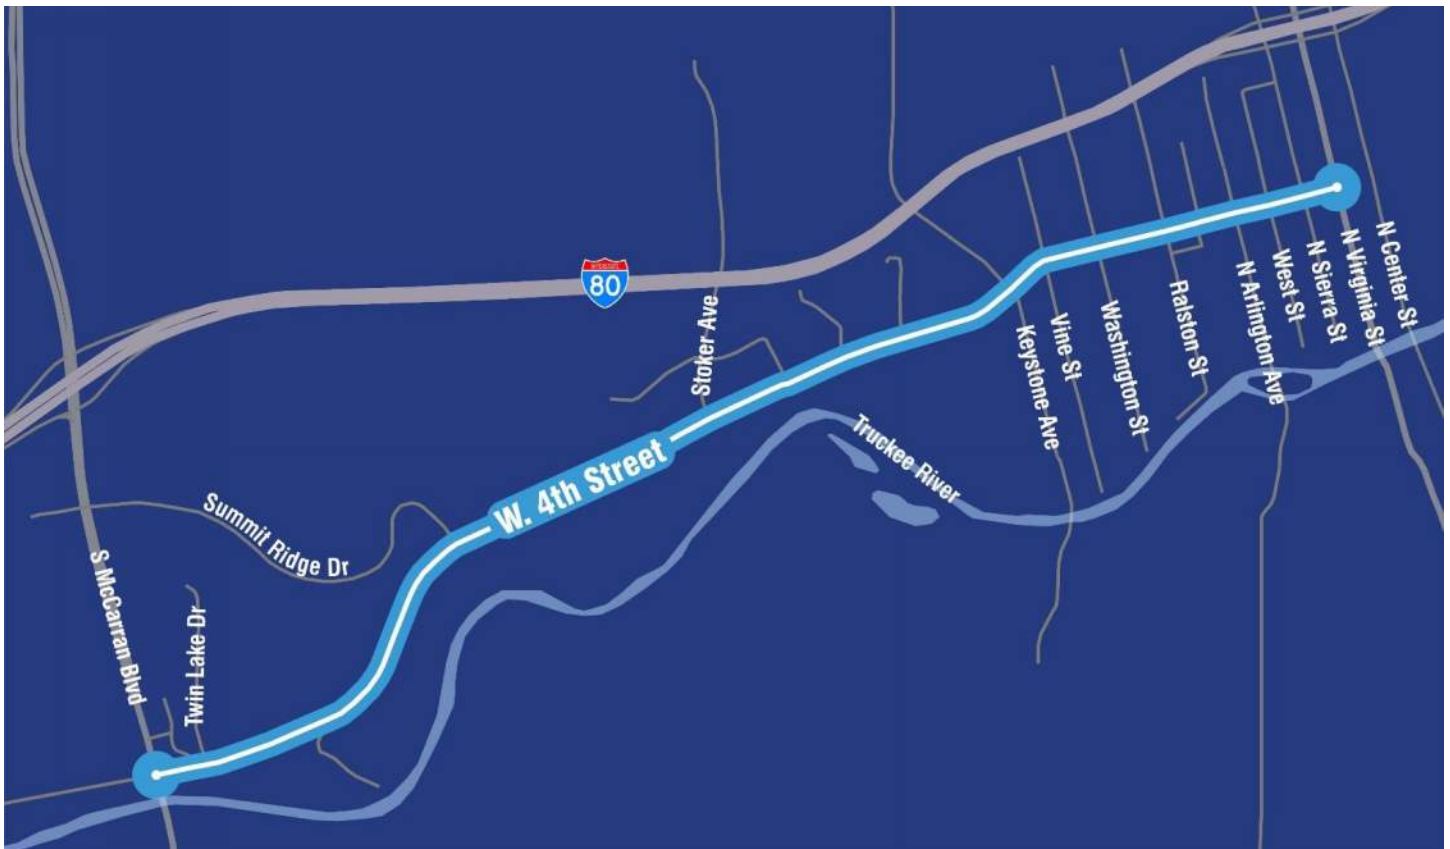 INTERSTATE
80
Stoker Ave
N Center St
N Virginia St
N Sierra St
West St
N Arlington Ave
Ralston St
Washington St
Vine St
Keystone Ave
Truckee River
W. 4th Street
Summit Ridge Dr
S McCarran Blvd
Twin Lake Dr